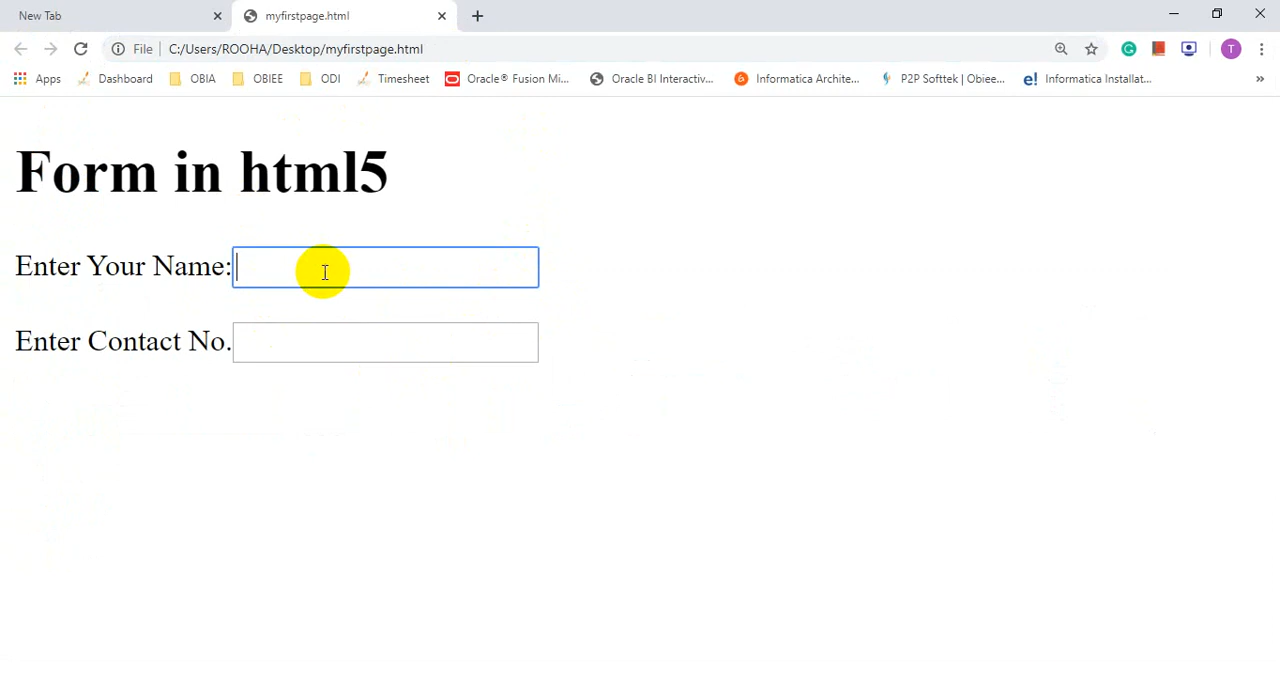 New Tab
myfirstpage.html
File
C:/Users/ROOHA/Desktop/myfirstpage.html
T
Apps
Dashboard
OBIA
OBIEE
ODI
Timesheet
Oracle® Fusion Mi...
Oracle BI Interactiv...
Informatica Archite...
P2P Softtek | Obiee...
e!
Informatica Installat...
»
Form in html5
Enter Your Name:
Enter Contact No.